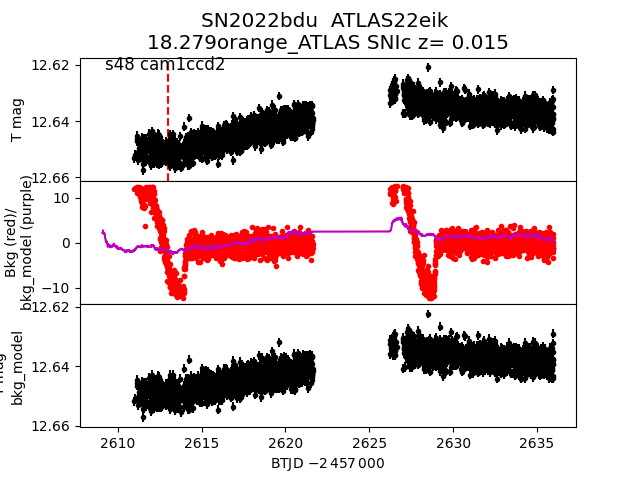 SN2022bdu ATLAS22eik
18.279orange_ATLAS SNIc z= 0.015
s48 cam1ccd2
12.62
12.64
12.66
T mag
10
0
−10
Bkg (red)/
bkg_model (purple)
12.62
12.64
12.66
mag
bkg_model
2610 2615 2620 2625 2630 2635
BTJD −2 457 000